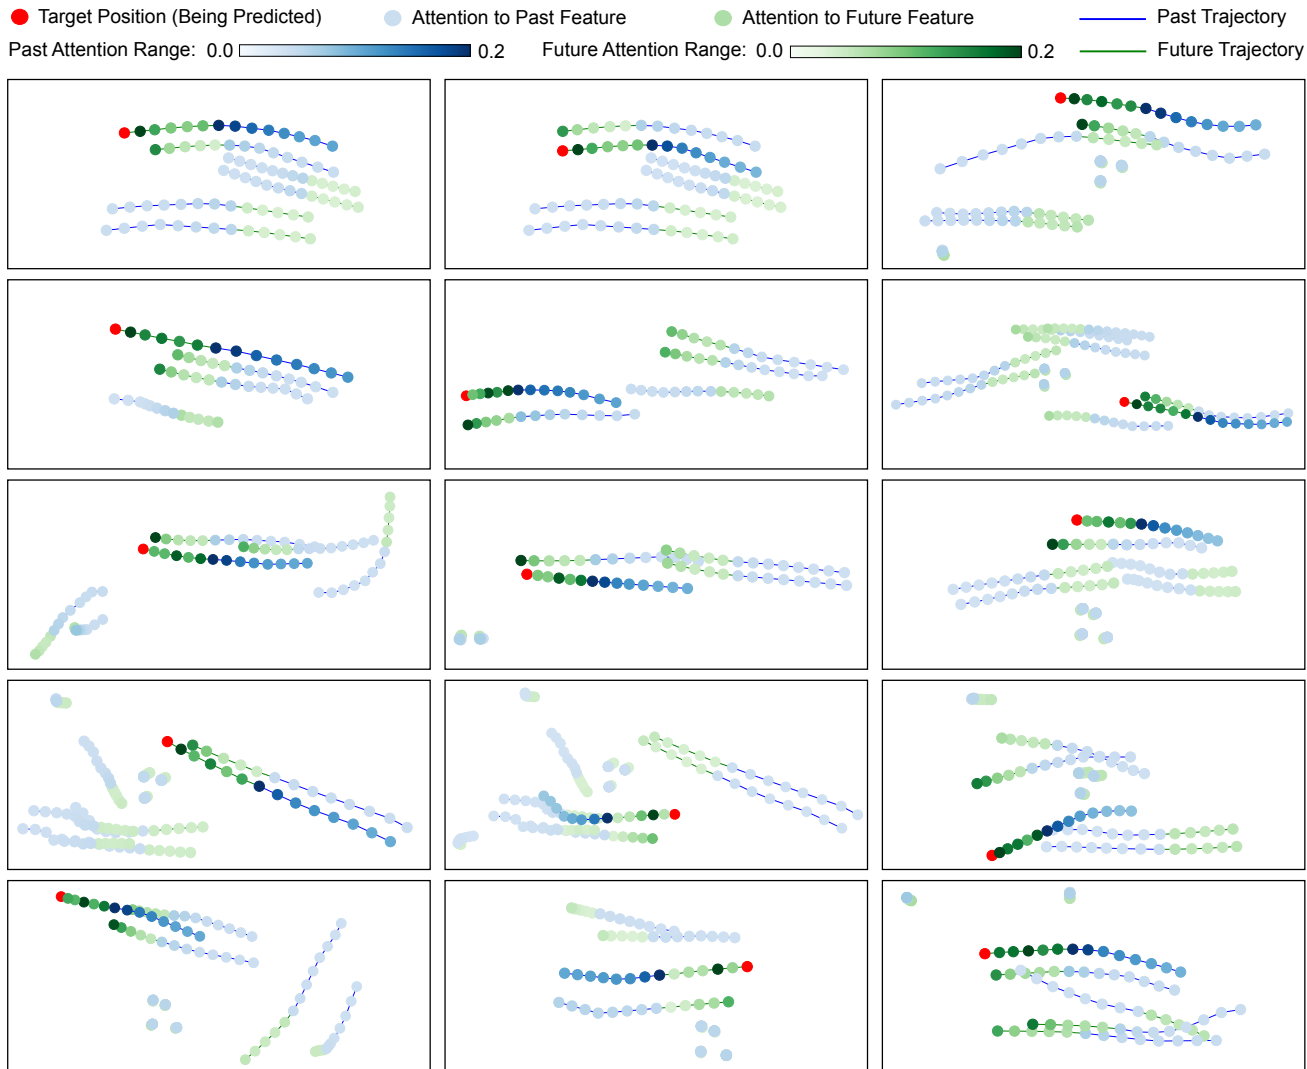 Target Position (Being Predicted) Attention to Past Feature Attention to Future Feature Past Trajectory
Past Attention Range: 0.0 0.2 Future Attention Range: 0.0 0.2 Future Trajectory